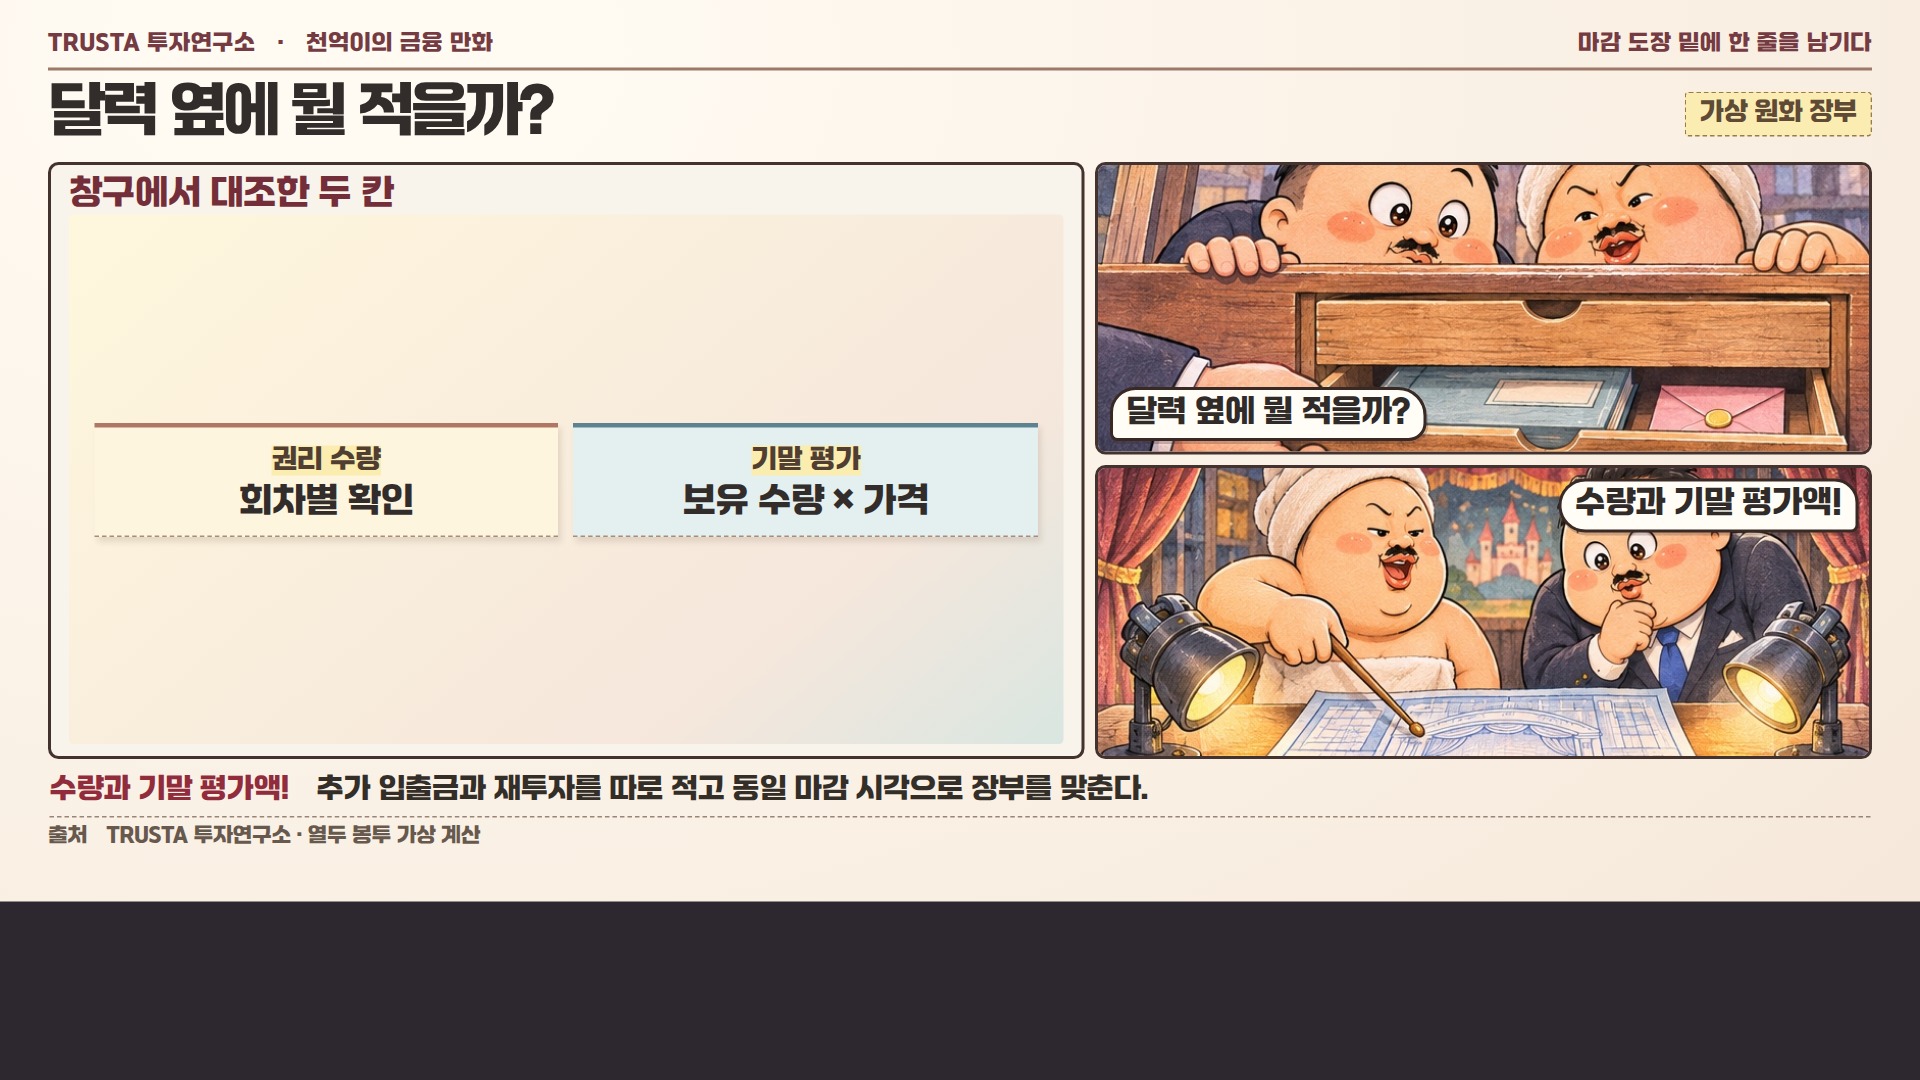 TRUSTA 투자연구소 · 천억이의 금융 만화
마감 도장 밑에 한 줄을 남기다
달력 옆에 뭘 적을까?
가상 원화 장부
창구에서 대조한 두 칸
권리 수량
회차별 확인
기말 평가
보유 수량 × 가격
달력 옆에 뭘 적을까?
수량과 기말 평가액!
수량과 기말 평가액! 추가 입출금과 재투자를 따로 적고 동일 마감 시각으로 장부를 맞춘다.
출처 TRUSTA 투자연구소 · 열두 봉투 가상 계산